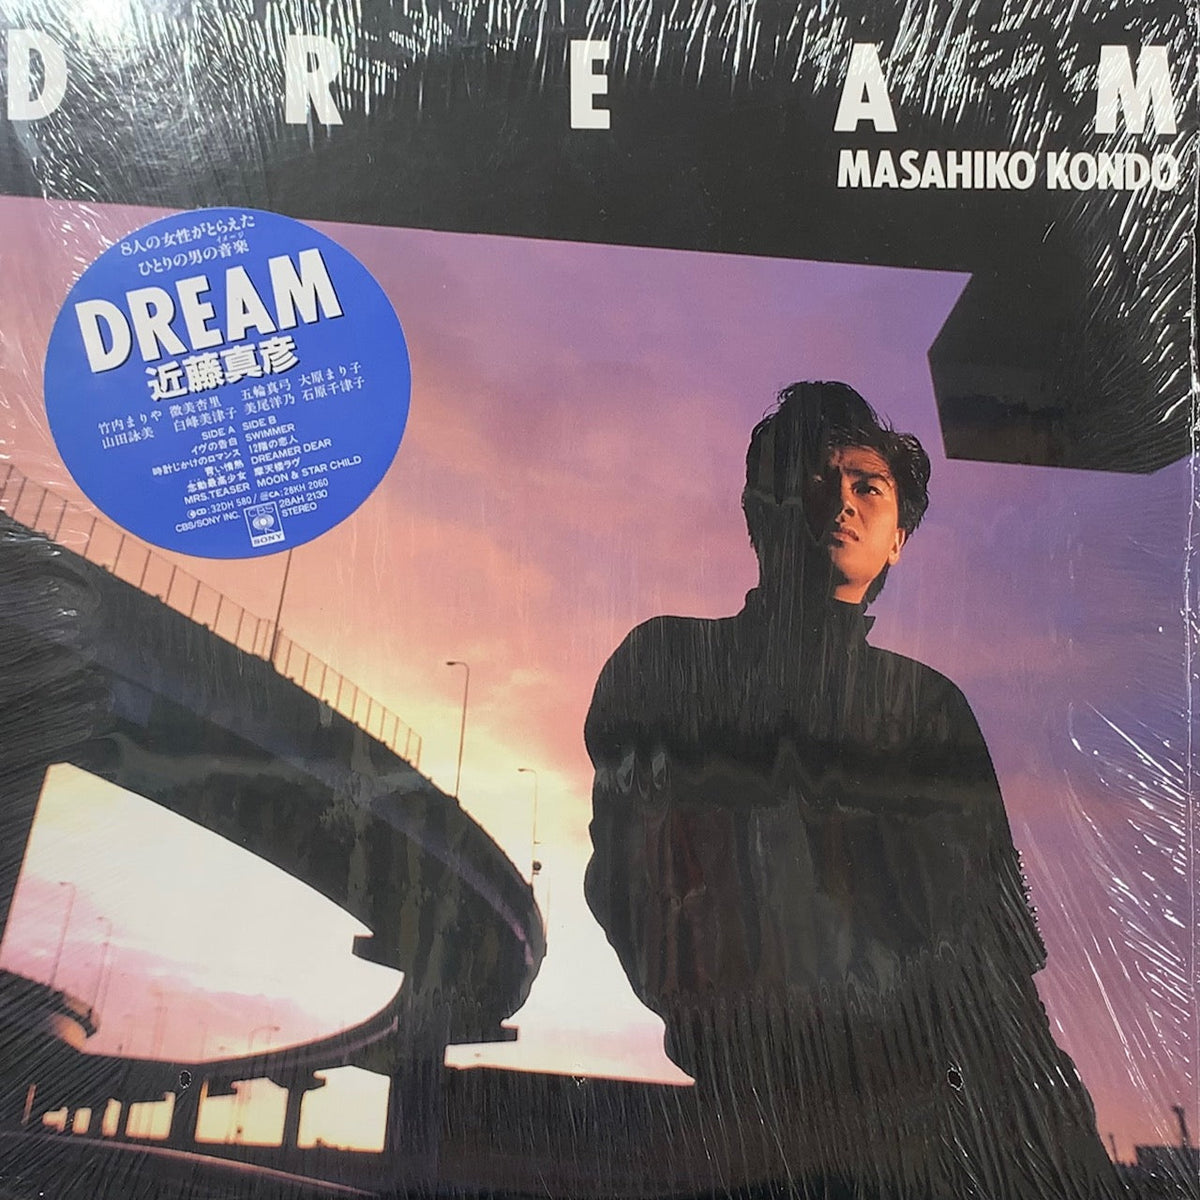 DREAM
MASAHIKO KONDO
8人の女性がとらえた
イメージ
ひとりの男の音楽
DREAM
近藤真彦
竹内まりや 微美杏里 五輪真弓 大原まり子
山田詠美 白峰美津子 美尾洋乃 石原千津子
SIDE A SIDE B
イヴの告白 SWIMMER
時計じかけのロマンス 12階の恋人
青い情熱 DREAMER DEAR
念動最高少女 摩天楼ラヴ
MRS. TEASER MOON & STAR CHILD
CD:32DH 580/CA:28KH 2060
28AH 2130
CBS/SONY INC. STEREO
CBS
SONY